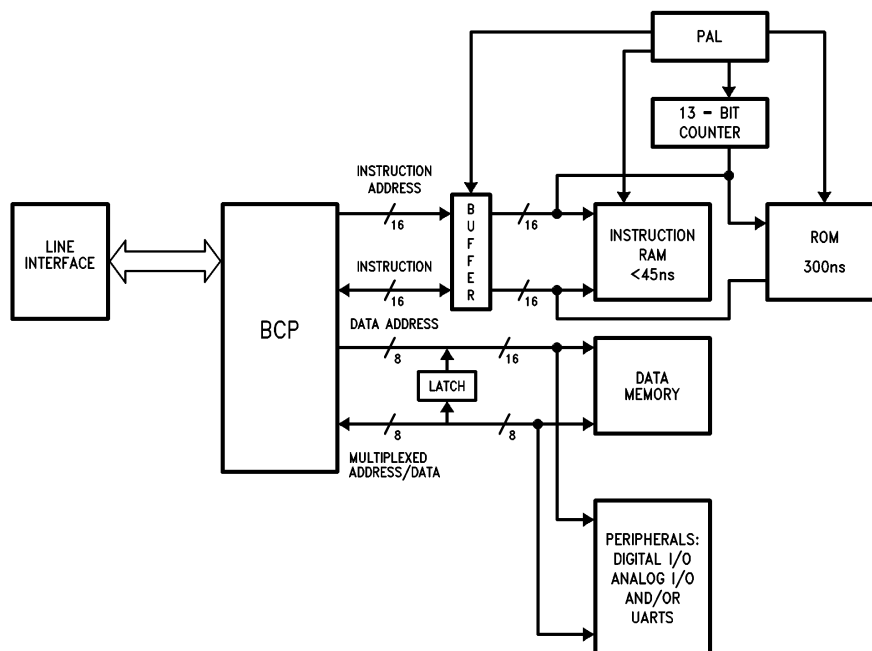 PAL
13 - BIT
COUNTER
INSTRUCTION
ADDRESS
16
BUFFER
16
INSTRUCTION
RAM
<45ns
ROM
300ns
LINE
INTERFACE
BCP
INSTRUCTION
16
16
DATA ADDRESS
8
16
LATCH
DATA
MEMORY
8
8
MULTIPLEXED
ADDRESS/DATA
PERIPHERALS:
DIGITAL I/O
ANALOG I/O
AND/OR
UARTS